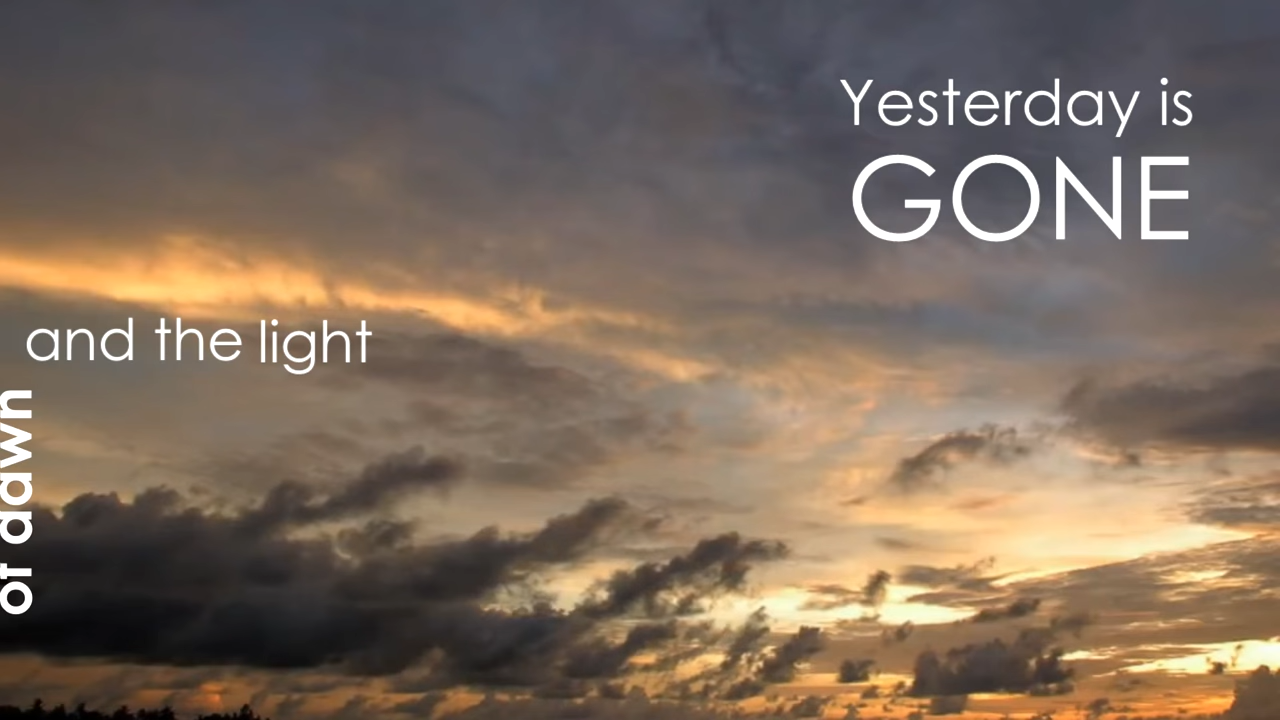 Yesterday is
GONE
and the light
of dawn